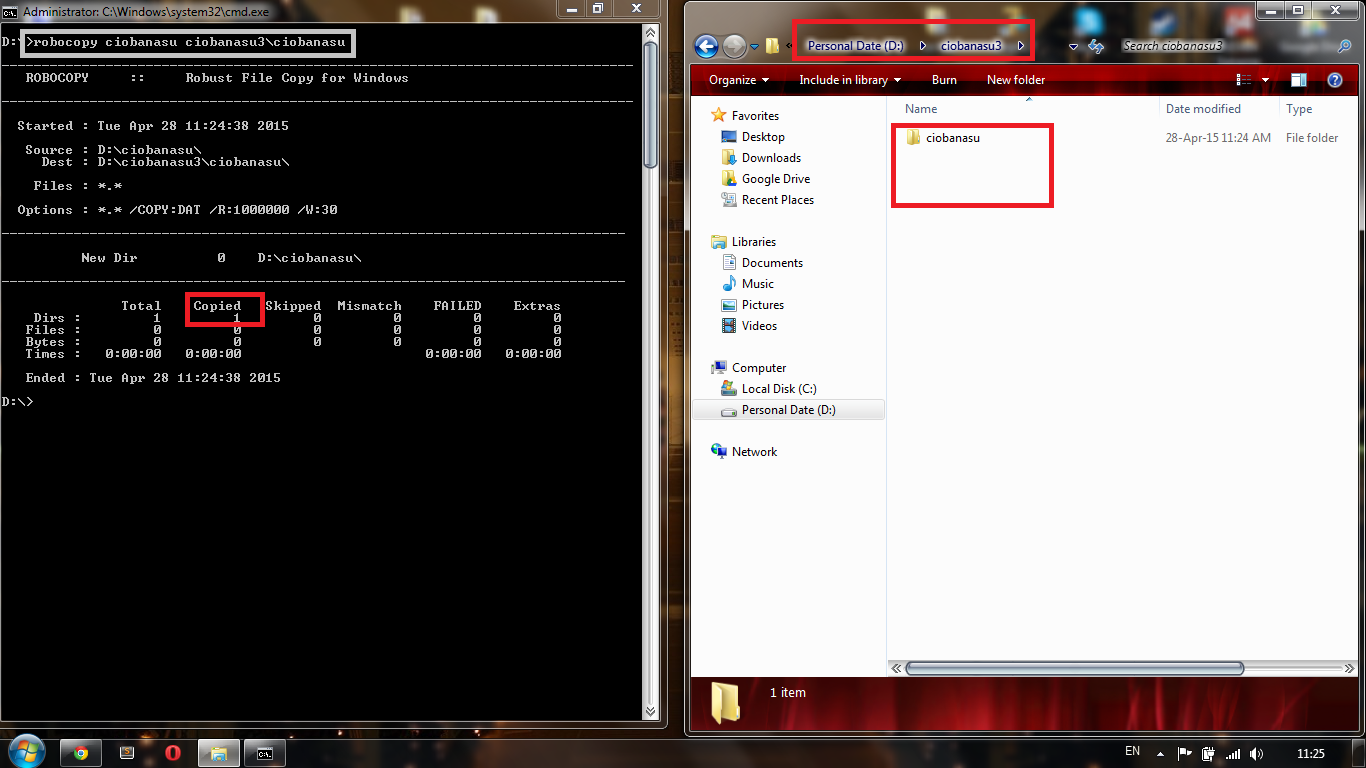 Administrator: C:\Windows\system32\cmd.exe
D:\>robocopy ciobanasu ciobanasu3\ciobanasu
ROBOCOPY :: Robust File Copy for Windows
Started : Tue Apr 28 11:24:38 2015
Source : D:\ciobanasu\
Dest : D:\ciobanasu3\ciobanasu\
Files : *.*
Options : *.* /COPY:DAT /R:1000000 /W:30
New Dir 0 D:\ciobanasu\
Total Copied Skipped Mismatch FAILED Extras
Dirs : 1 1 0 0 0 0
Files : 0 0 0 0 0 0
Bytes : 0 0 0 0 0 0
Times : 0:00:00 0:00:00 0:00:00 0:00:00
Ended : Tue Apr 28 11:24:38 2015
D:\>
« Personal Date (D:) ciobanasu3
Search ciobanasu3
Organize Include in library Burn New folder
Favorites
Desktop
Downloads
Google Drive
Recent Places
Libraries
Documents
Music
Pictures
Videos
Computer
Local Disk (C:)
Personal Date (D:)
Network
Name Date modified Type
ciobanasu 28-Apr-15 11:24 AM File folder
1 item
EN 11:25